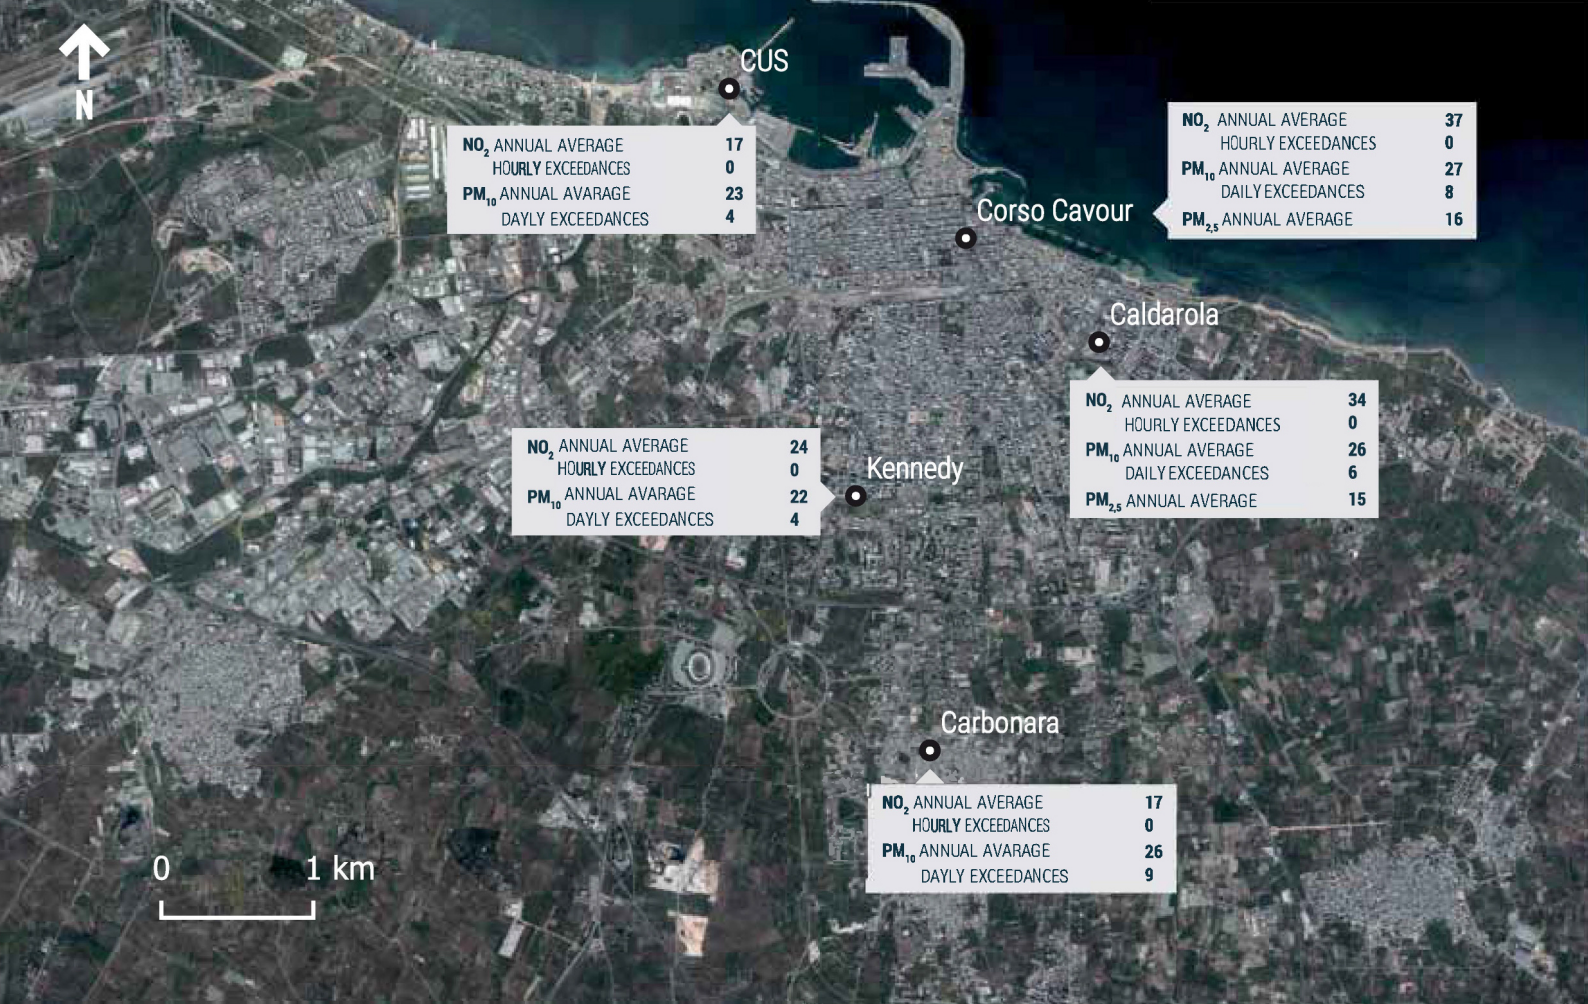 N
CUS
NO2 ANNUAL AVERAGE 17
HOURLY EXCEEDANCES 0
PM10 ANNUAL AVARAGE 23
DAYLY EXCEEDANCES 4
NO2 ANNUAL AVERAGE 37
HOURLY EXCEEDANCES 0
PM10 ANNUAL AVERAGE 27
DAILY EXCEEDANCES 8
PM2,5 ANNUAL AVERAGE 16
Corso Cavour
Caldarola
NO2 ANNUAL AVERAGE 34
HOURLY EXCEEDANCES 0
PM10 ANNUAL AVERAGE 26
DAILY EXCEEDANCES 6
PM2,5 ANNUAL AVERAGE 15
NO2 ANNUAL AVERAGE 24
HOURLY EXCEEDANCES 0
PM10 ANNUAL AVARAGE 22
DAYLY EXCEEDANCES 4
Kennedy
Carbonara
NO2 ANNUAL AVERAGE 17
HOURLY EXCEEDANCES 0
PM10 ANNUAL AVARAGE 26
DAYLY EXCEEDANCES 9
0 1 km